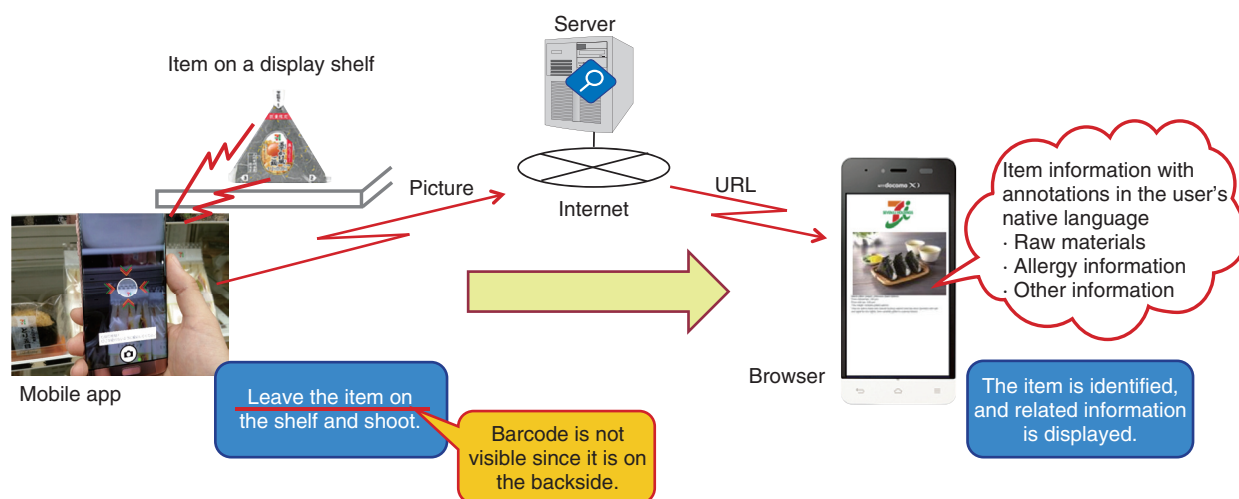 Server
Item on a display shelf
Picture
Internet
URL
Mobile app
Leave the item on
the shelf and shoot.
Barcode is not
visible since it is on
the backside.
docomo
Browser
Item information with
annotations in the user's
native language
· Raw materials
· Allergy information
· Other information
The item is identified,
and related information
is displayed.